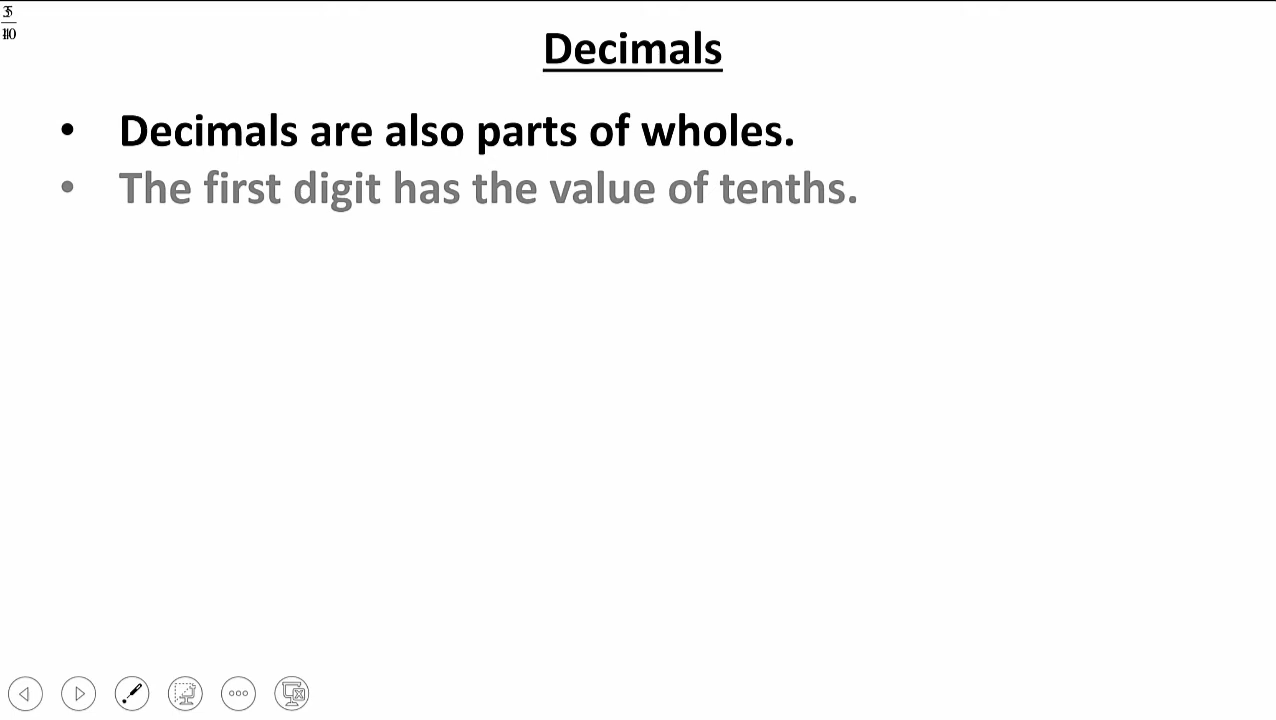 Decimals
• Decimals are also parts of wholes.
• The first digit has the value of tenths.